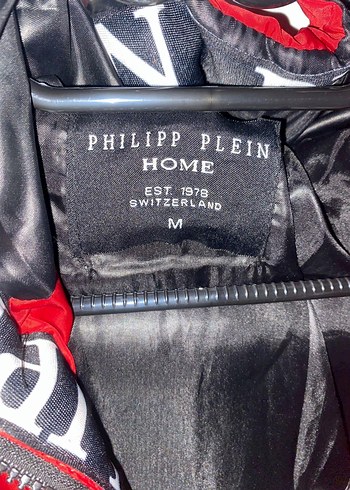 N
PHILIPP PLEIN
HOME
EST. 1978
SWITZERLAND
M